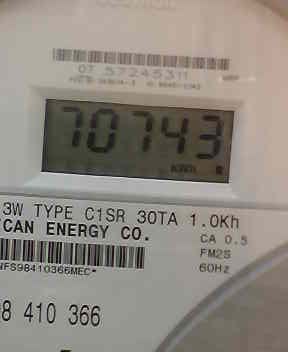 07 57245311
70743
3W TYPE C1SR 30TA 1.0Kh
CAN ENERGY CO.
CA 0.5
FM2S
60Hz
NFS98410366MEC*
8 410 366